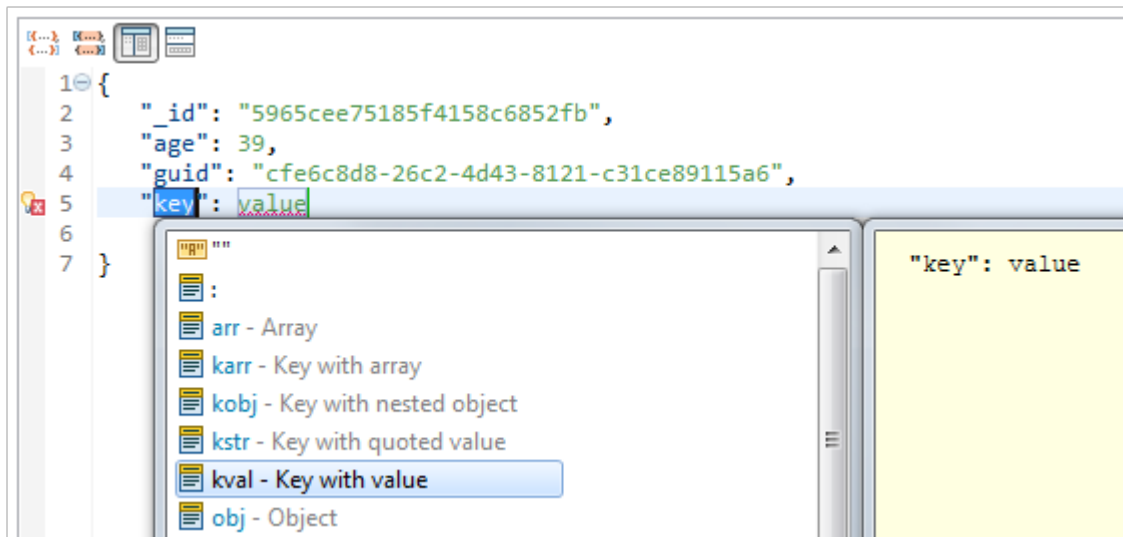 {...}, {...},
{...} {...}
1 {
2 "_id": "5965cee75185f4158c6852fb",
3 "age": 39,
4 "guid": "cfe6c8d8-26c2-4d43-8121-c31ce89115a6",
5 "key": value
6
7 }
"A" ""
:
arr - Array
karr - Key with array
kobj - Key with nested object
kstr - Key with quoted value
kval - Key with value
obj - Object
"key": value